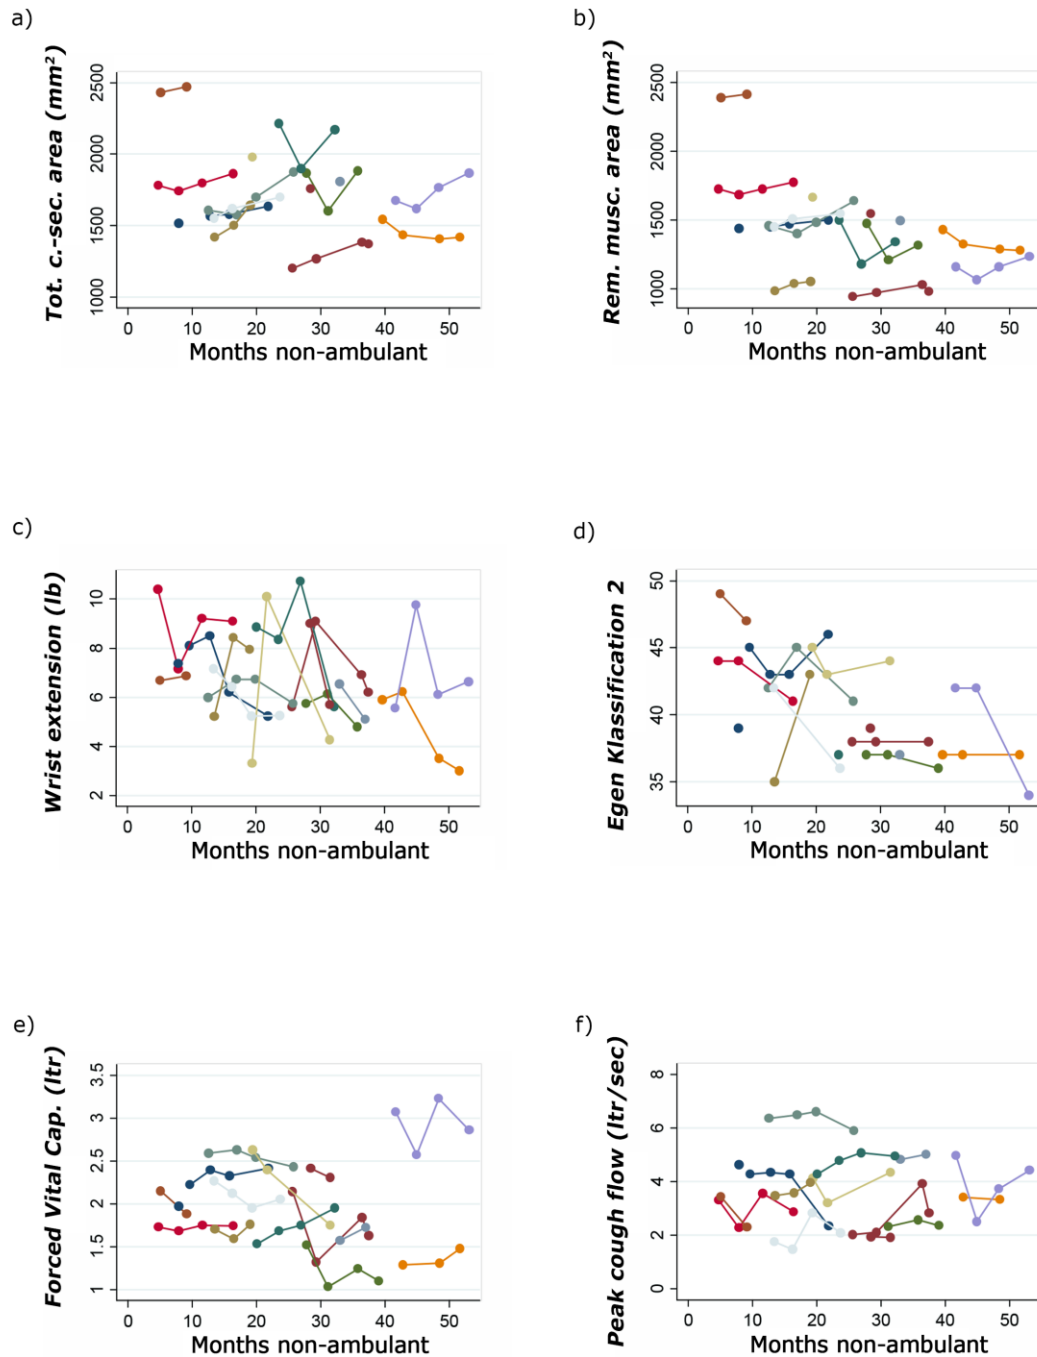 a)
Tot. c.-sec. area (mm²)
2500
2000
1500
1000
0 10 20 30 40 50
Months non-ambulant
b)
Rem. musc. area (mm²)
2500
2000
1500
1000
0 10 20 30 40 50
Months non-ambulant
c)
Wrist extension (lb)
10
8
6
4
2
0 10 20 30 40 50
Months non-ambulant
d)
Egen Klassification 2
50
45
40
35
0 10 20 30 40 50
Months non-ambulant
e)
Forced Vital Cap. (ltr)
3.5
3
2.5
2
1.5
1
0 10 20 30 40 50
Months non-ambulant
f)
Peak cough flow (ltr/sec)
8
6
4
2
0
0 10 20 30 40 50
Months non-ambulant